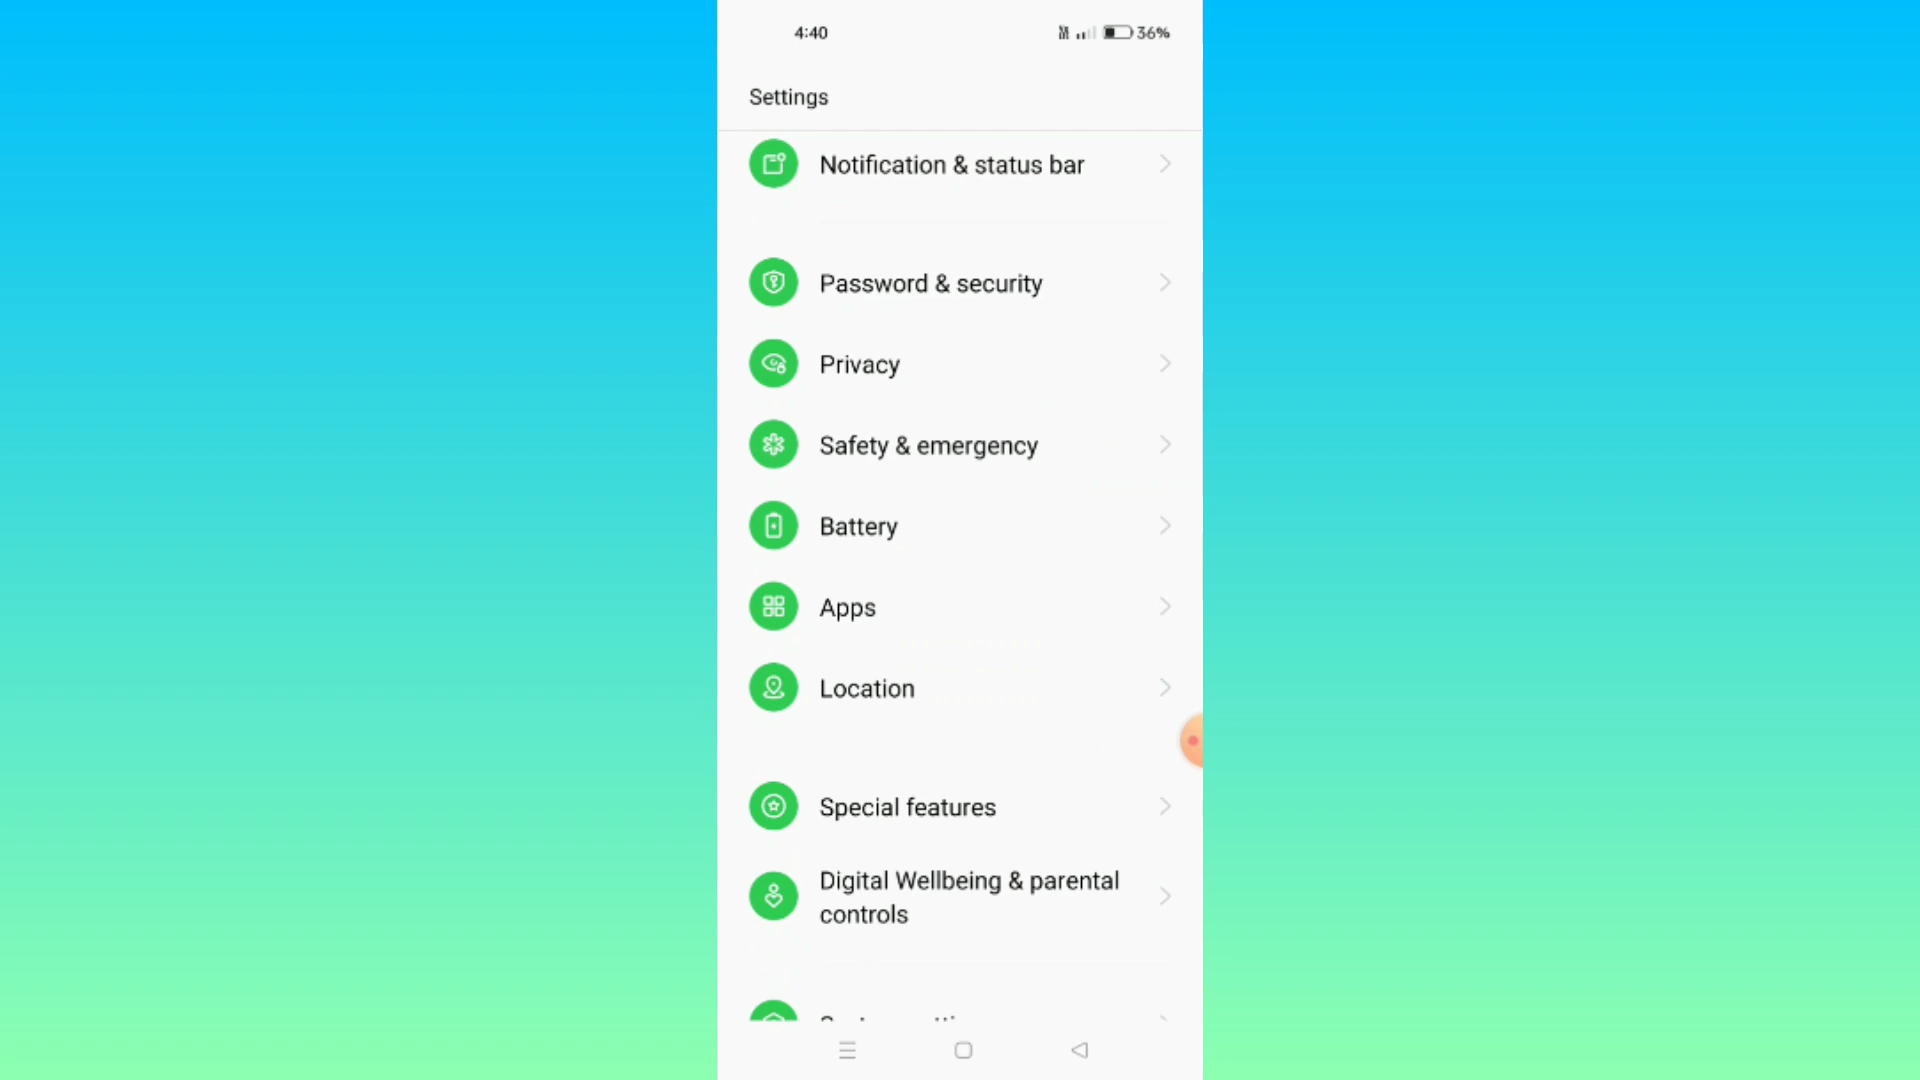 4:40
36%
Settings
Notification & status bar
Password & security
Privacy
Safety & emergency
Battery
Apps
Location
Special features
Digital Wellbeing & parental
controls